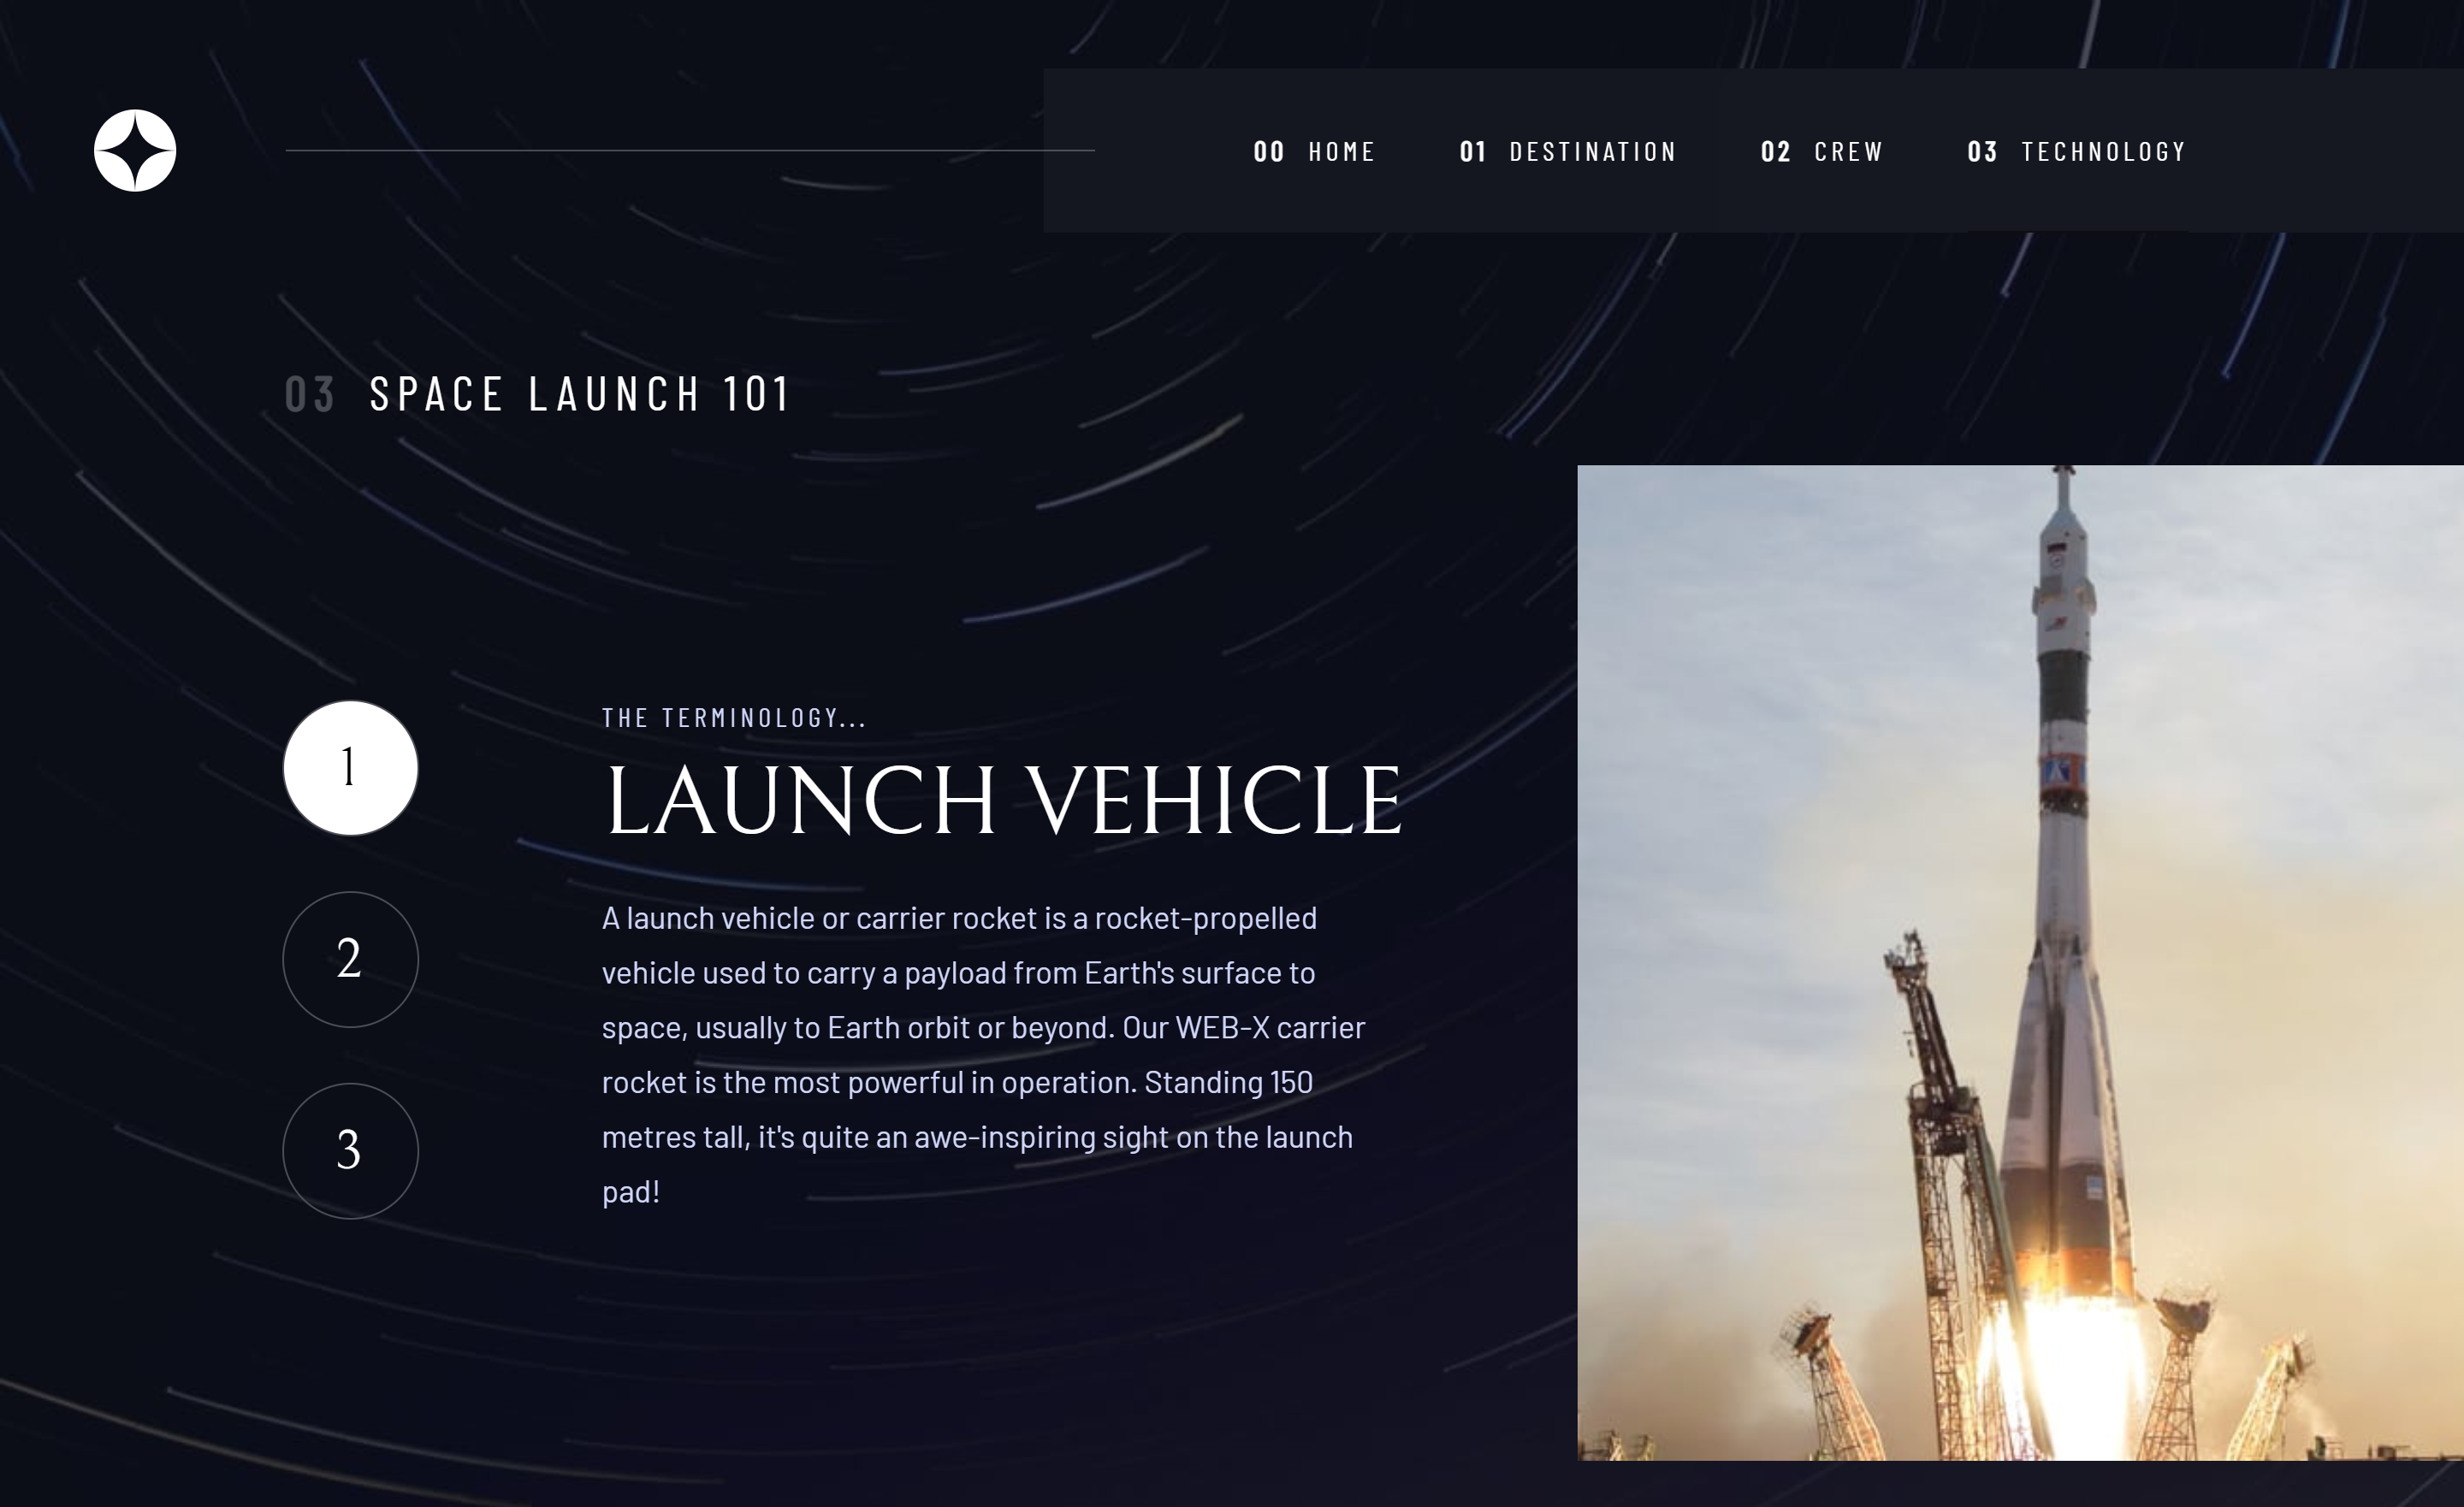 00 HOME 01 DESTINATION 02 CREW 03 TECHNOLOGY
03 SPACE LAUNCH 101
1
THE TERMINOLOGY...
LAUNCH VEHICLE
2
A launch vehicle or carrier rocket is a rocket-propelled
vehicle used to carry a payload from Earth's surface to
space, usually to Earth orbit or beyond. Our WEB-X carrier
rocket is the most powerful in operation. Standing 150
metres tall, it's quite an awe-inspiring sight on the launch
pad!
3